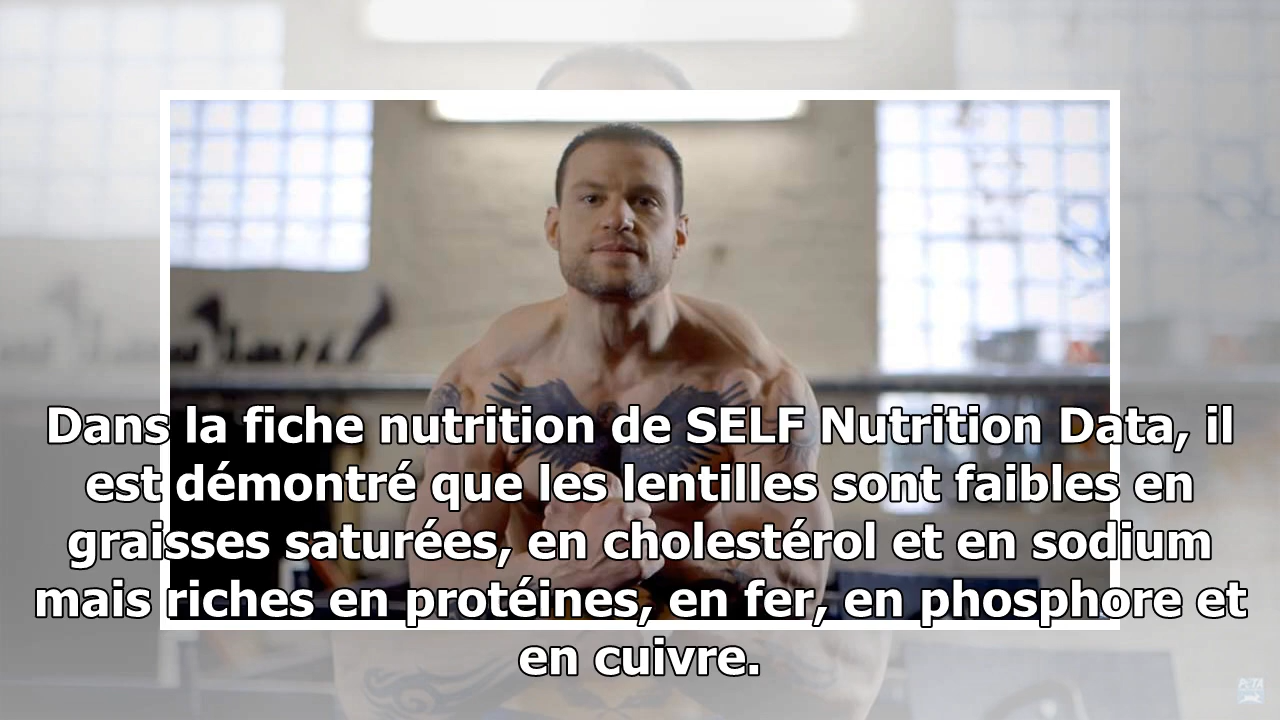 Dans la fiche nutrition de SELF Nutrition Data, il
est démontré que les lentilles sont faibles en
graisses saturées, en cholestérol et en sodium
mais riches en protéines, en fer, en phosphore et
en cuivre.
PETA